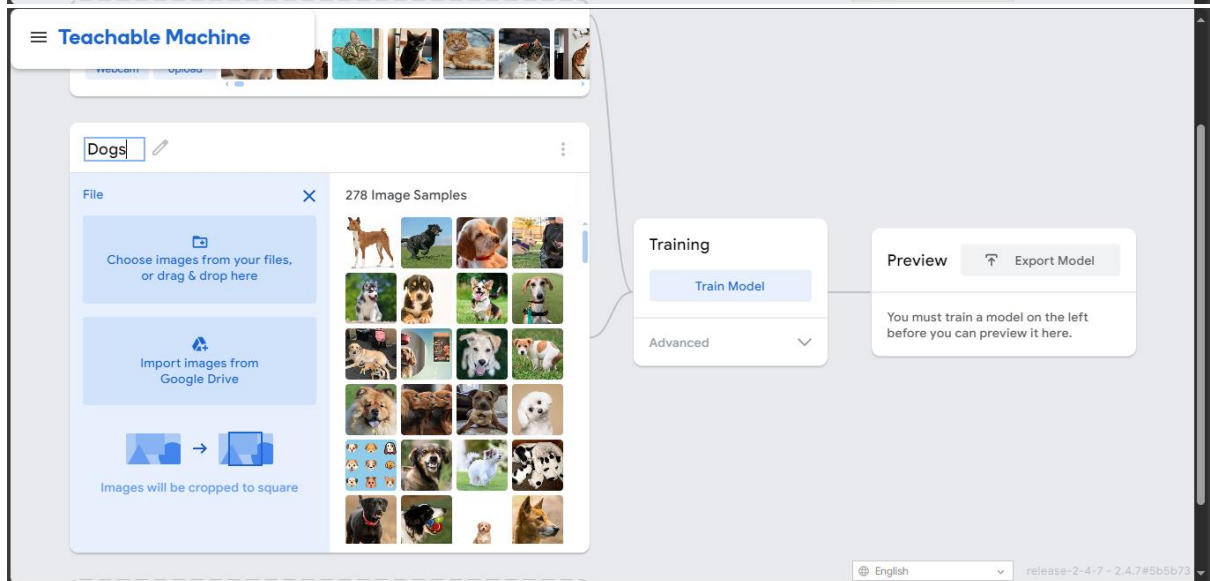 Teachable Machine
Webcam
Upload
Dogs
File
278 Image Samples
Choose images from your files,
or drag & drop here
Import images from
Google Drive
Images will be cropped to square
Training
Train Model
Advanced
Preview
Export Model
You must train a model on the left
before you can preview it here.
English
release-2-4-7 - 2.4.7#5b5b73